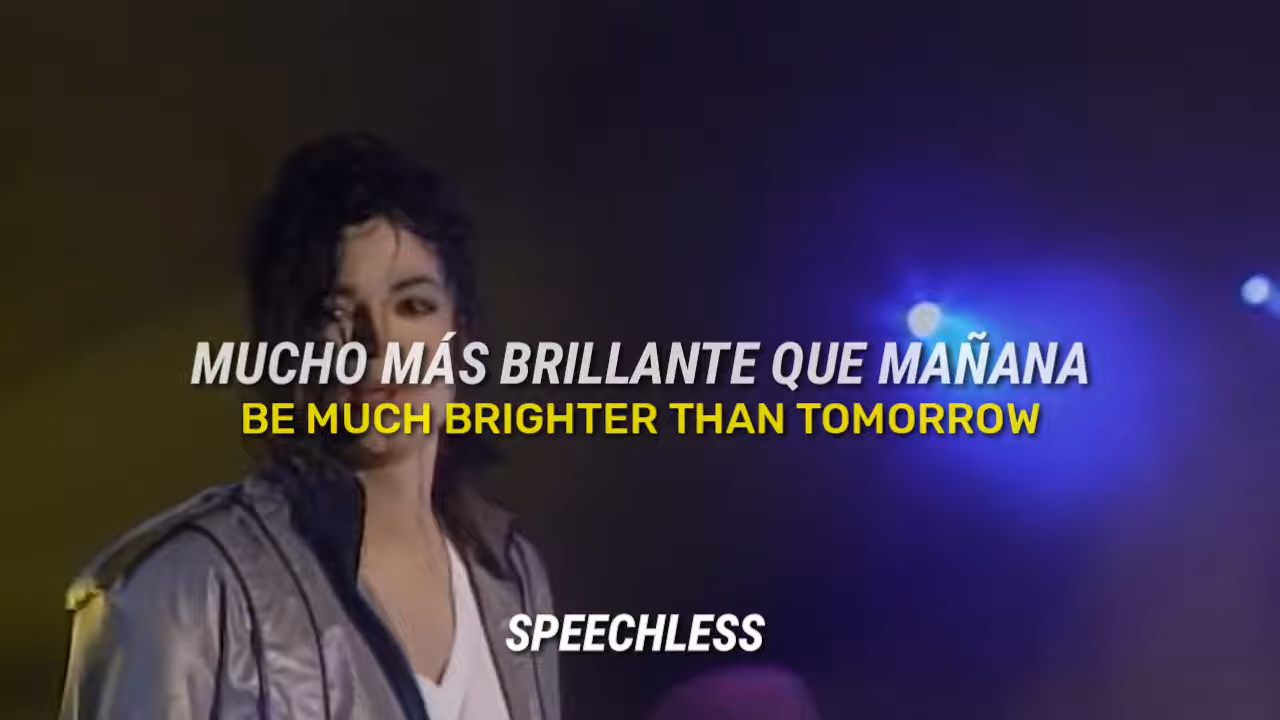 MUCHO MÁS BRILLANTE QUE MAÑANA
BE MUCH BRIGHTER THAN TOMORROW
SPEECHLESS